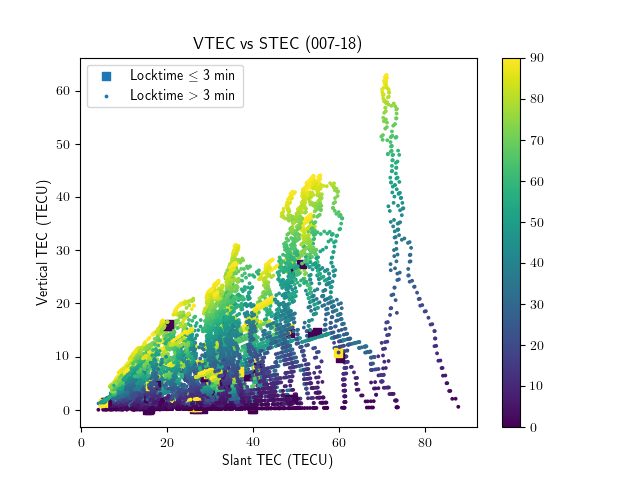 VTEC vs STEC (007-18)
Locktime ≤ 3 min
Locktime > 3 min
Vertical TEC (TECU)
60
50
40
30
20
10
0
0 20 40 60 80
Slant TEC (TECU)
90
80
70
60
50
40
30
20
10
0